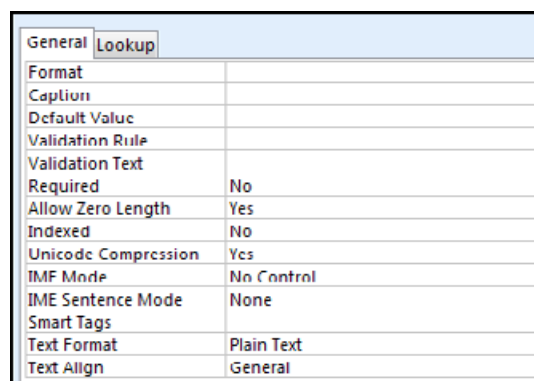 General Lookup
Format
Caption
Default Value
Validation Rule
Validation Text
Required No
Allow Zero Length Yes
Indexed No
Unicode Compression Yes
IME Mode No Control
IME Sentence Mode None
Smart Tags
Text Format Plain Text
Text Align General